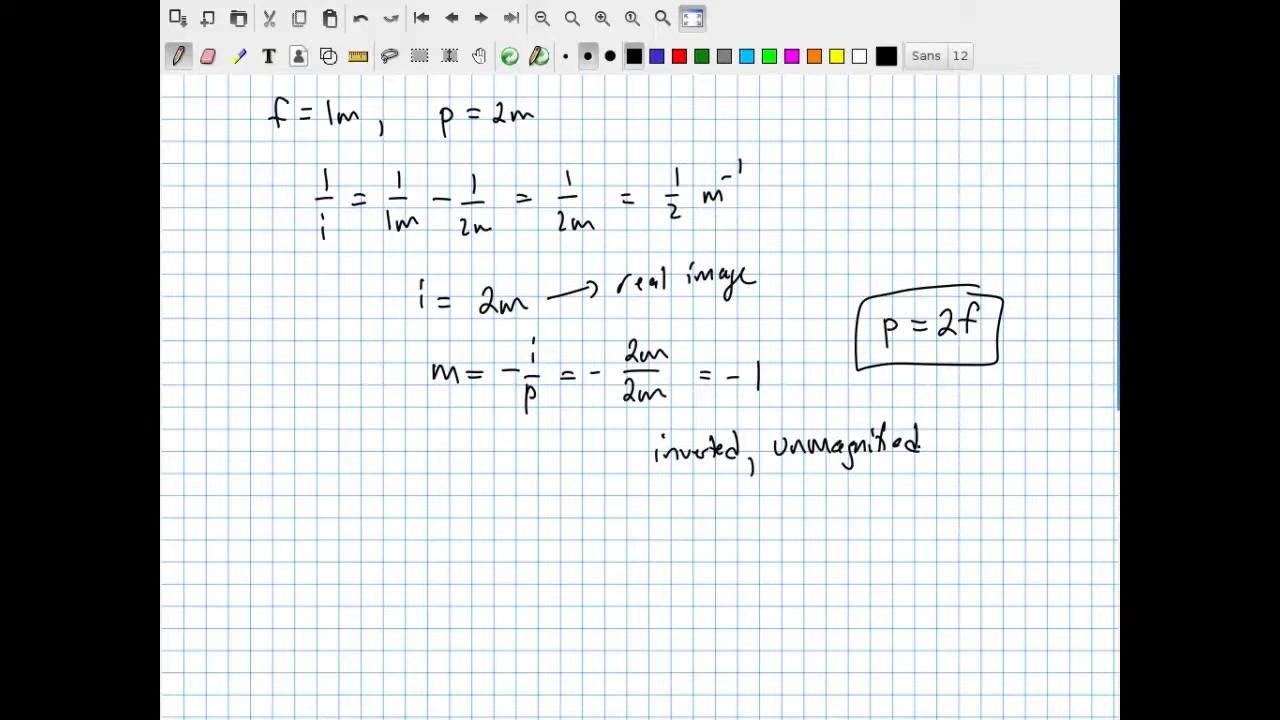 Sans 12
f = 1m, p = 2m
1/i = 1/1m - 1/2m = 1/2m = 1/2 m⁻¹
i = 2m → real image
p = 2f
m = - i/p = - 2m/2m = - 1
inverted, unmagnified